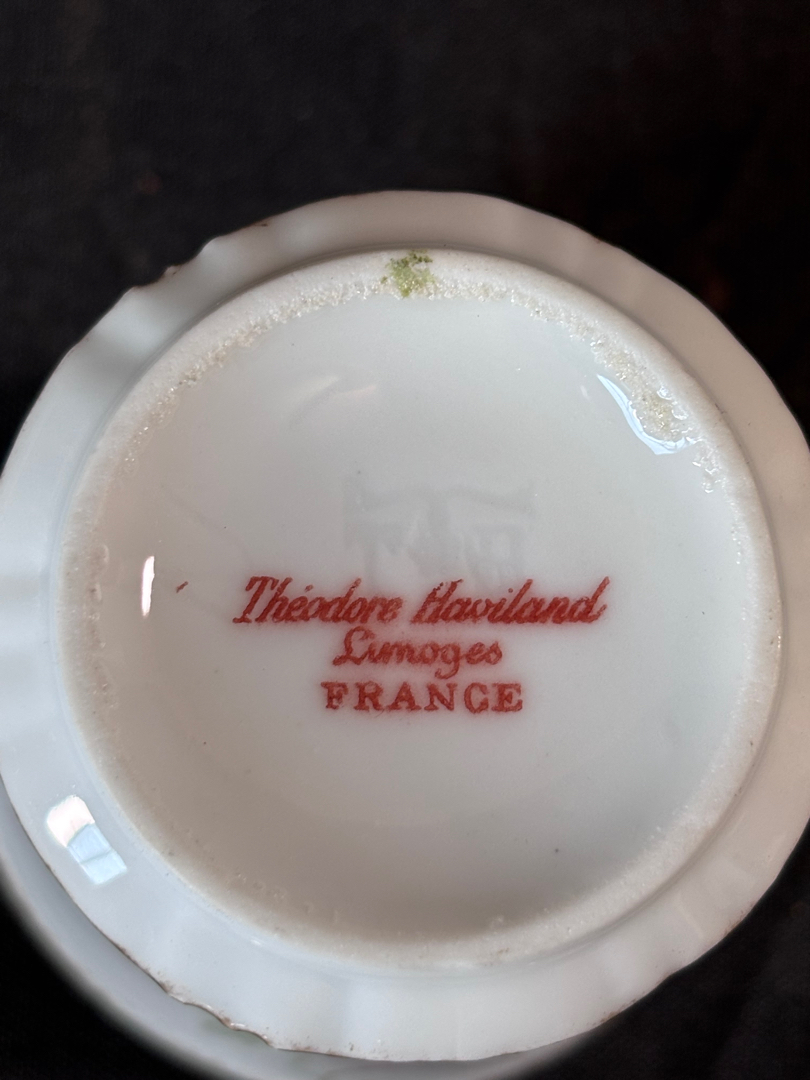 Théodore Haviland
Limoges
FRANCE